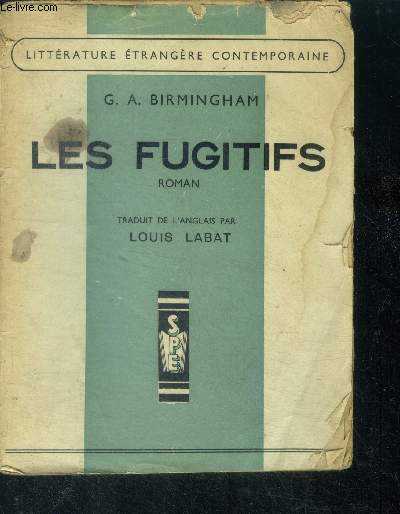 Le-livre.com
LITTÉRATURE ÉTRANGÈRE CONTEMPORAINE
G. A. BIRMINGHAM
LES FUGITIFS
ROMAN
TRADUIT DE L'ANGLAIS PAR
LOUIS LABAT
SPE